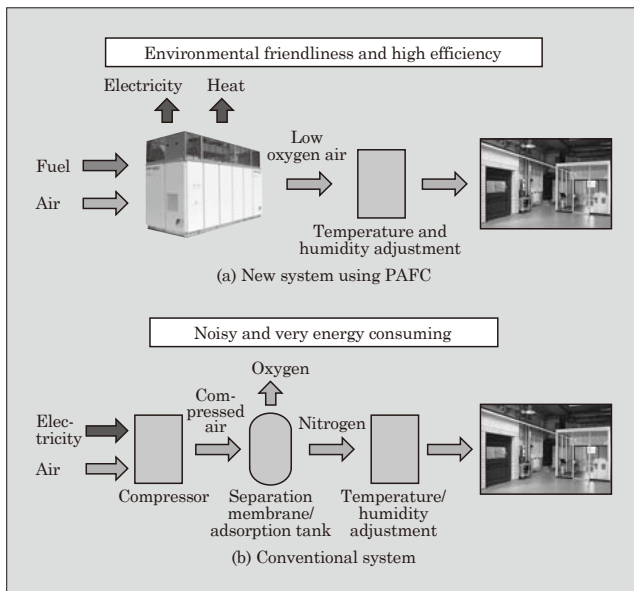 Environmental friendliness and high efficiency
Electricity
Heat
Fuel
Air
Low
oxygen air
Temperature and
humidity adjustment
(a) New system using PAFC
Noisy and very energy consuming
Oxygen
Elec-
tricity
Com-
pressed
air
Nitrogen
Air
Compressor
Separation
membrane/
adsorption tank
Temperature/
humidity
adjustment
(b) Conventional system